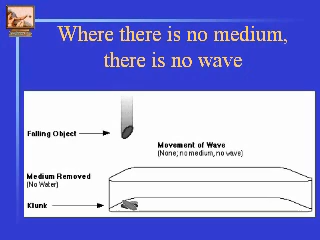 Where there is no medium,
there is no wave
Falling Object
Movement of Wave
(None; no medium, no wave)
Medium Removed
(No Water)
Klunk